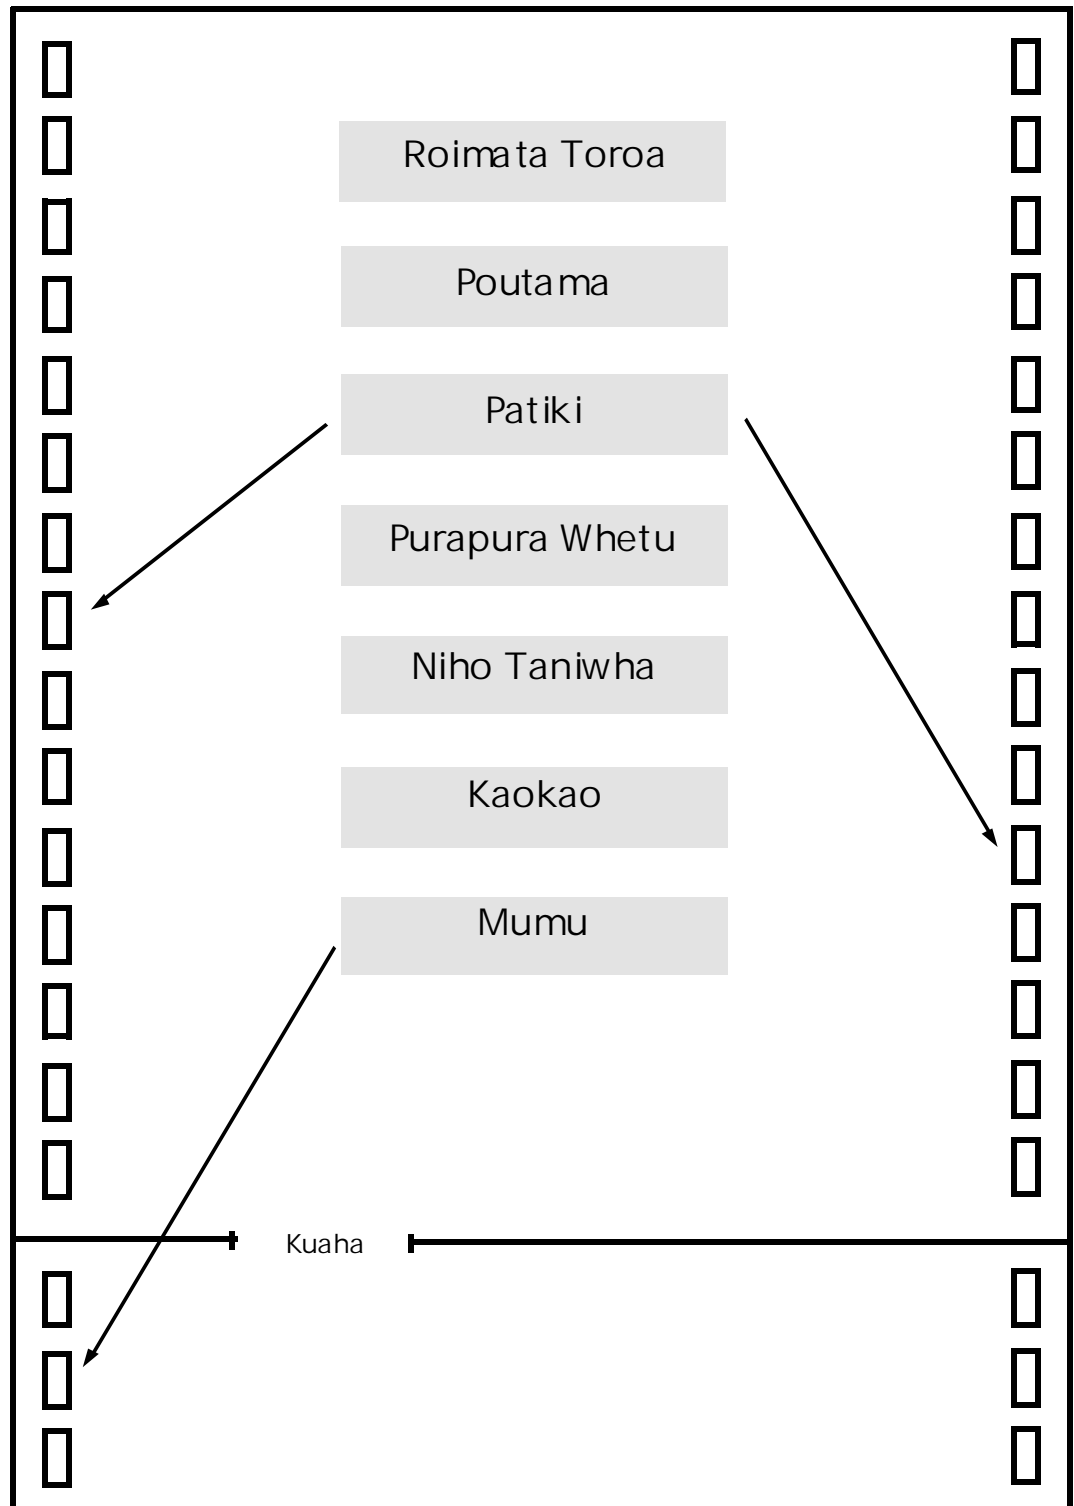 Roimata Toroa
Poutama
Patiki
Purapura Whetu
Niho Taniwha
Kaokao
Mumu
Kuaha